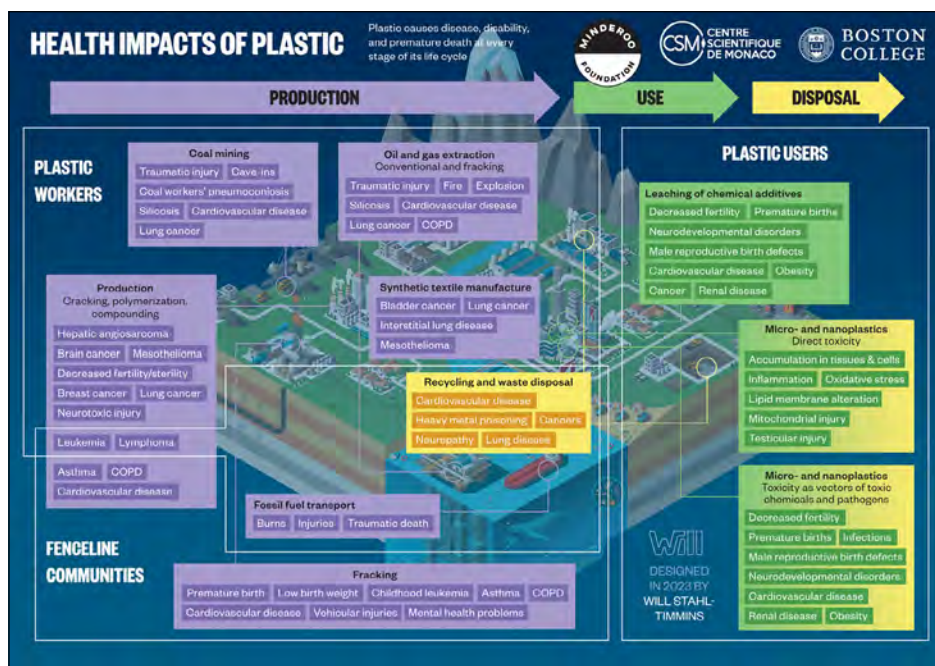 HEALTH IMPACTS OF PLASTIC
Plastic causes disease, disability,
and premature death at every
stage of its life cycle
MINDEROO
FOUNDATION
CSM
CENTRE
SCIENTIFIQUE
DE MONACO
BOSTON
COLLEGE
PRODUCTION
USE
DISPOSAL
PLASTIC
WORKERS
Coal mining
Traumatic injury Cave-ins
Coal workers' pneumoconiosis
Silicosis Cardiovascular disease
Lung cancer
Oil and gas extraction
Conventional and fracking
Traumatic injury Fire Explosion
Silicosis Cardiovascular disease
Lung cancer COPD
Production
Cracking, polymerization,
compounding
Hepatic angiosarcoma
Brain cancer Mesothelioma
Decreased fertility/sterility
Breast cancer Lung cancer
Neurotoxic injury
Leukemia Lymphoma
Asthma COPD
Cardiovascular disease
Synthetic textile manufacture
Bladder cancer Lung cancer
Interstitial lung disease
Mesothelioma
Recycling and waste disposal
Cardiovascular disease
Heavy metal poisoning Cancers
Neuropathy Lung disease
Fossil fuel transport
Burns Injuries Traumatic death
FENCELINE
COMMUNITIES
Fracking
Premature birth Low birth weight Childhood leukemia Asthma COPD
Cardiovascular disease Vehicular injuries Mental health problems
PLASTIC USERS
Leaching of chemical additives
Decreased fertility Premature births
Neurodevelopmental disorders
Male reproductive birth defects
Cardiovascular disease Obesity
Cancer Renal disease
Micro- and nanoplastics
Direct toxicity
Accumulation in tissues & cells
Inflammation Oxidative stress
Lipid membrane alteration
Mitochondrial injury
Testicular injury
Micro- and nanoplastics
Toxicity as vectors of toxic
chemicals and pathogens
Decreased fertility
Premature births Infections
Male reproductive birth defects
Neurodevelopmental disorders
Cardiovascular disease
Renal disease Obesity
Will
DESIGNED
IN 2023 BY
WILL STAHL-
TIMMINS